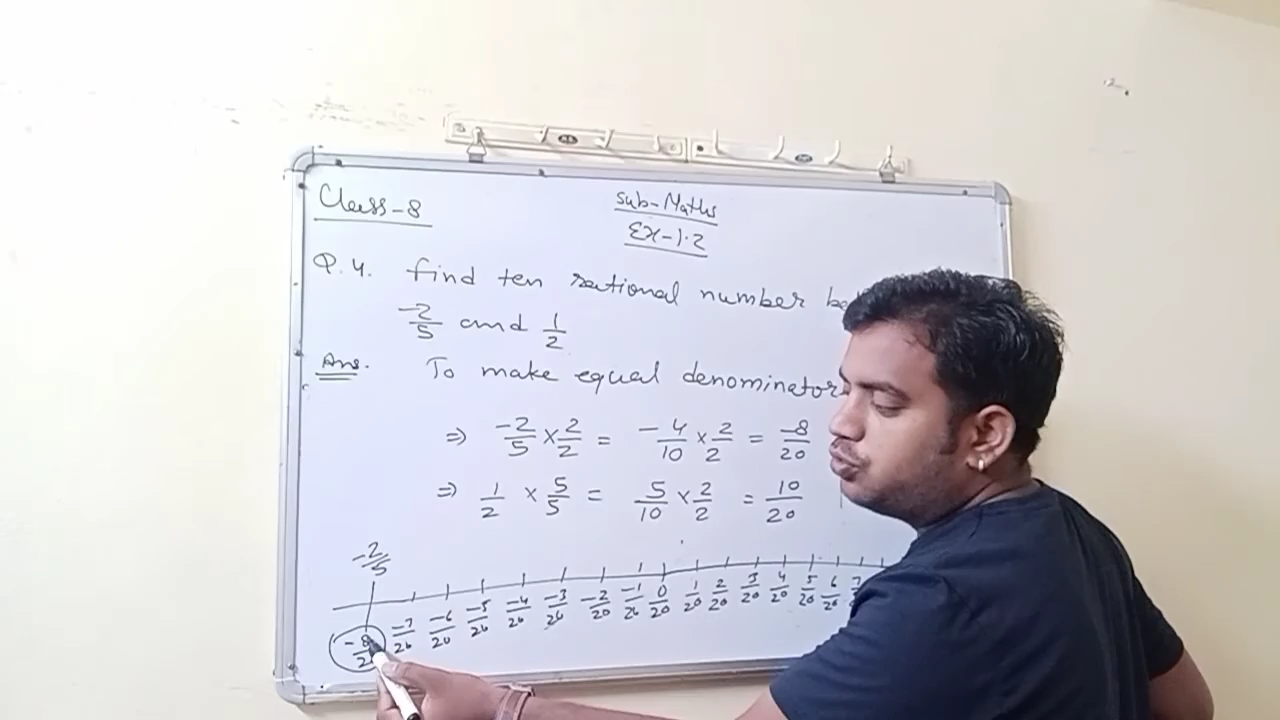 Class-8
Sub-Maths
Ex-1.2
Q.4. find ten rational number
-2/5 and 1/2
Ans. To make equal denominator
⇒ -2/5 × 2/2 = -4/10 × 2/2 = -8/20
⇒ 1/2 × 5/5 = 5/10 × 2/2 = 10/20
-2/5
-7/20 -6/20 -5/20 -4/20 -3/20 -2/20 -1/20 0/20 1/20 2/20 3/20 4/20 5/20 6/20